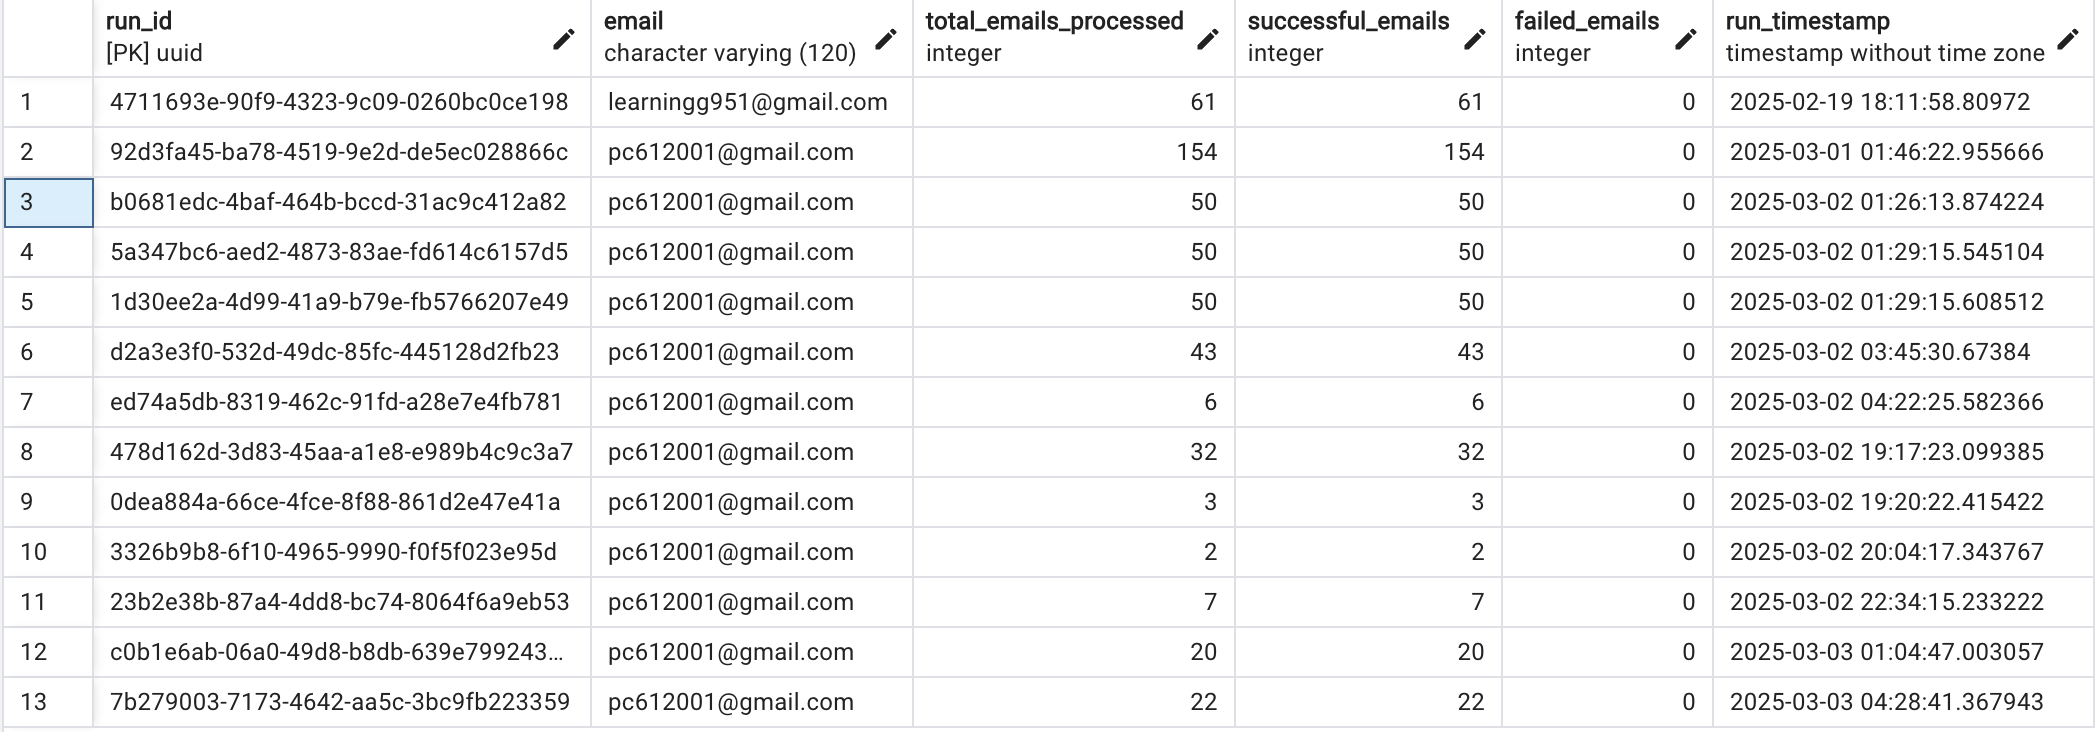 run_id email total_emails_processed successful_emails failed_emails run_timestamp
[PK] uuid character varying (120) integer integer integer timestamp without time zone
1 4711693e-90f9-4323-9c09-0260bc0ce198 learningg951@gmail.com 61 61 0 2025-02-19 18:11:58.80972
2 92d3fa45-ba78-4519-9e2d-de5ec028866c pc612001@gmail.com 154 154 0 2025-03-01 01:46:22.955666
3 b0681edc-4baf-464b-bccd-31ac9c412a82 pc612001@gmail.com 50 50 0 2025-03-02 01:26:13.874224
4 5a347bc6-aed2-4873-83ae-fd614c6157d5 pc612001@gmail.com 50 50 0 2025-03-02 01:29:15.545104
5 1d30ee2a-4d99-41a9-b79e-fb5766207e49 pc612001@gmail.com 50 50 0 2025-03-02 01:29:15.608512
6 d2a3e3f0-532d-49dc-85fc-445128d2fb23 pc612001@gmail.com 43 43 0 2025-03-02 03:45:30.67384
7 ed74a5db-8319-462c-91fd-a28e7e4fb781 pc612001@gmail.com 6 6 0 2025-03-02 04:22:25.582366
8 478d162d-3d83-45aa-a1e8-e989b4c9c3a7 pc612001@gmail.com 32 32 0 2025-03-02 19:17:23.099385
9 0dea884a-66ce-4fce-8f88-861d2e47e41a pc612001@gmail.com 3 3 0 2025-03-02 19:20:22.415422
10 3326b9b8-6f10-4965-9990-f0f5f023e95d pc612001@gmail.com 2 2 0 2025-03-02 20:04:17.343767
11 23b2e38b-87a4-4dd8-bc74-8064f6a9eb53 pc612001@gmail.com 7 7 0 2025-03-02 22:34:15.233222
12 c0b1e6ab-06a0-49d8-b8db-639e799243... pc612001@gmail.com 20 20 0 2025-03-03 01:04:47.003057
13 7b279003-7173-4642-aa5c-3bc9fb223359 pc612001@gmail.com 22 22 0 2025-03-03 04:28:41.367943